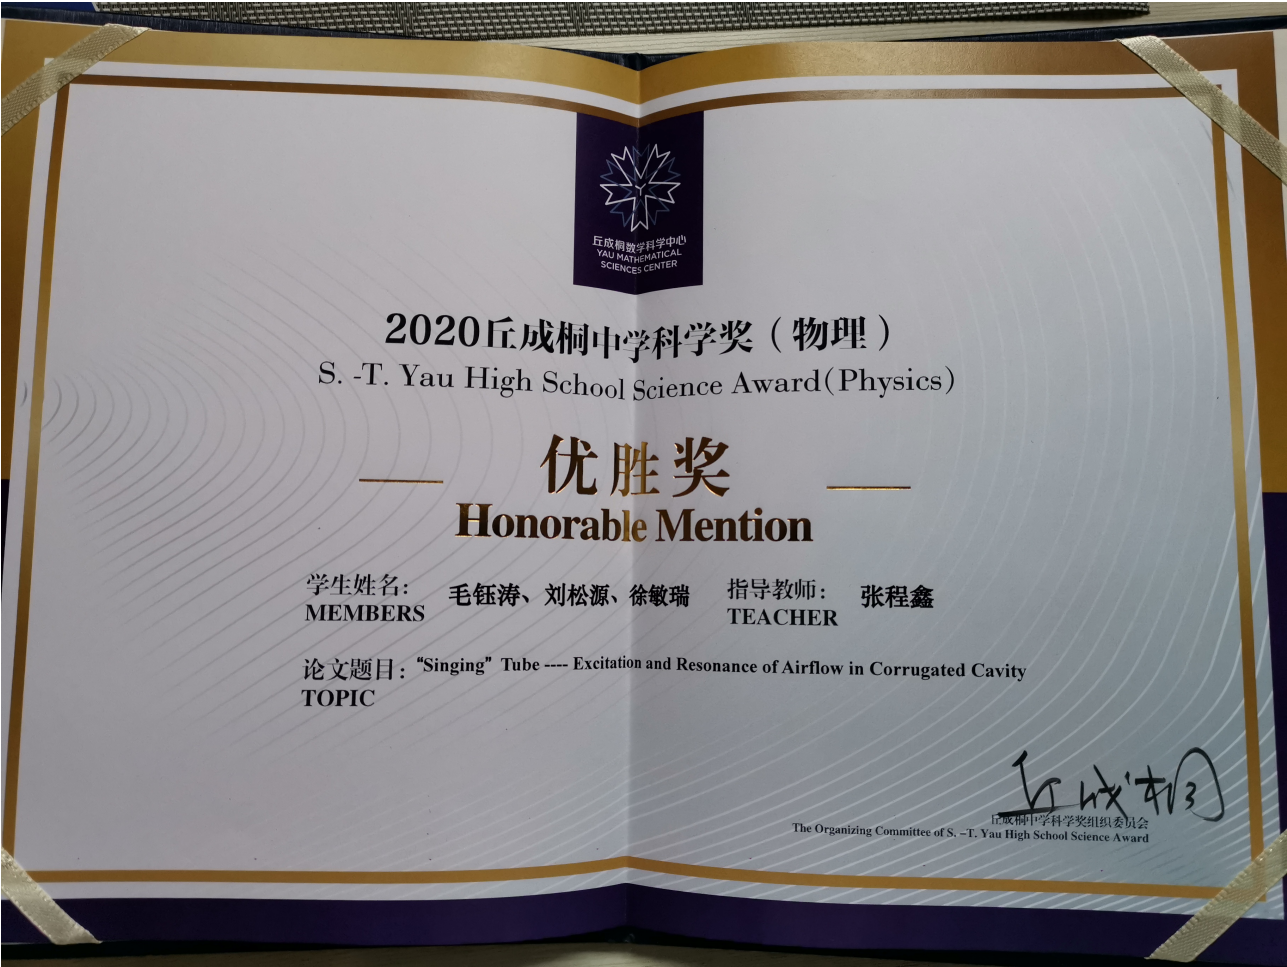 丘成桐数学科学中心
YAU MATHEMATICAL
SCIENCES CENTER
2020丘成桐中学科学奖（物理）
S. -T. Yau High School Science Award(Physics)
优胜奖
Honorable Mention
学生姓名： 毛钰涛、刘松源、徐敏瑞 指导教师： 张程鑫
MEMBERS TEACHER
论文题目：“Singing” Tube ---- Excitation and Resonance of Airflow in Corrugated Cavity
TOPIC
丘成桐
丘成桐中学科学奖组织委员会
The Organizing Committee of S. -T. Yau High School Science Award